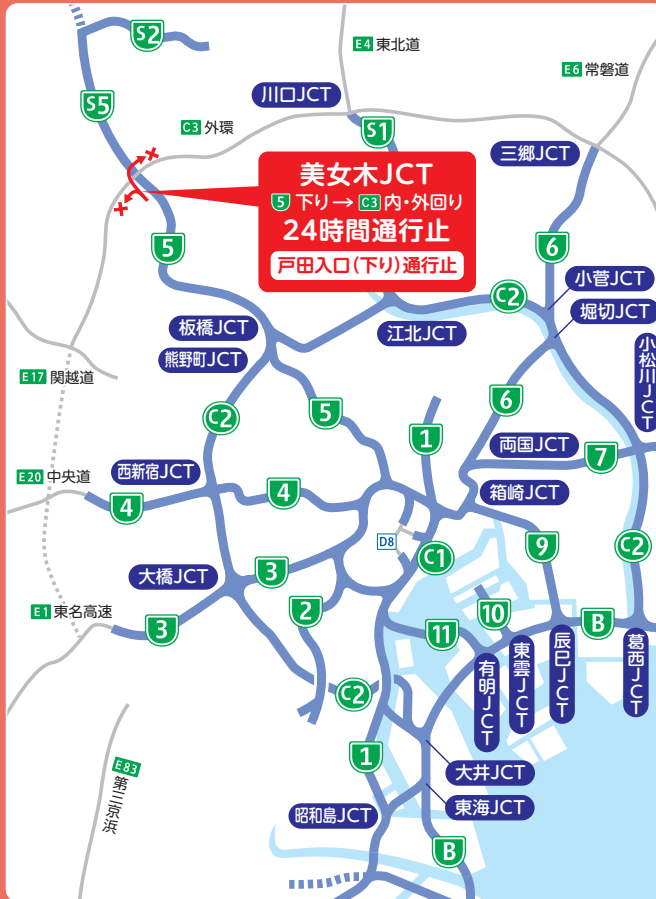 S2
E4 東北道
E6 常磐道
川口JCT
S5
C3 外環
S1
三郷JCT
美女木JCT
5 下り→ C3 内・外回り
24時間通行止
戸田入口(下り)通行止
5
6
小菅JCT
C2
堀切JCT
板橋JCT
江北JCT
熊野町JCT
小松川JCT
E17 関越道
6
5
C2
1
両国JCT
7
西新宿JCT
E20 中央道
4
4
箱崎JCT
D8
9
C2
C1
大橋JCT
3
2
10
B
E1 東名高速
3
11
有明JCT
東雲JCT
辰巳JCT
葛西JCT
C2
1
大井JCT
E83 第三京浜
東海JCT
昭和島JCT
B